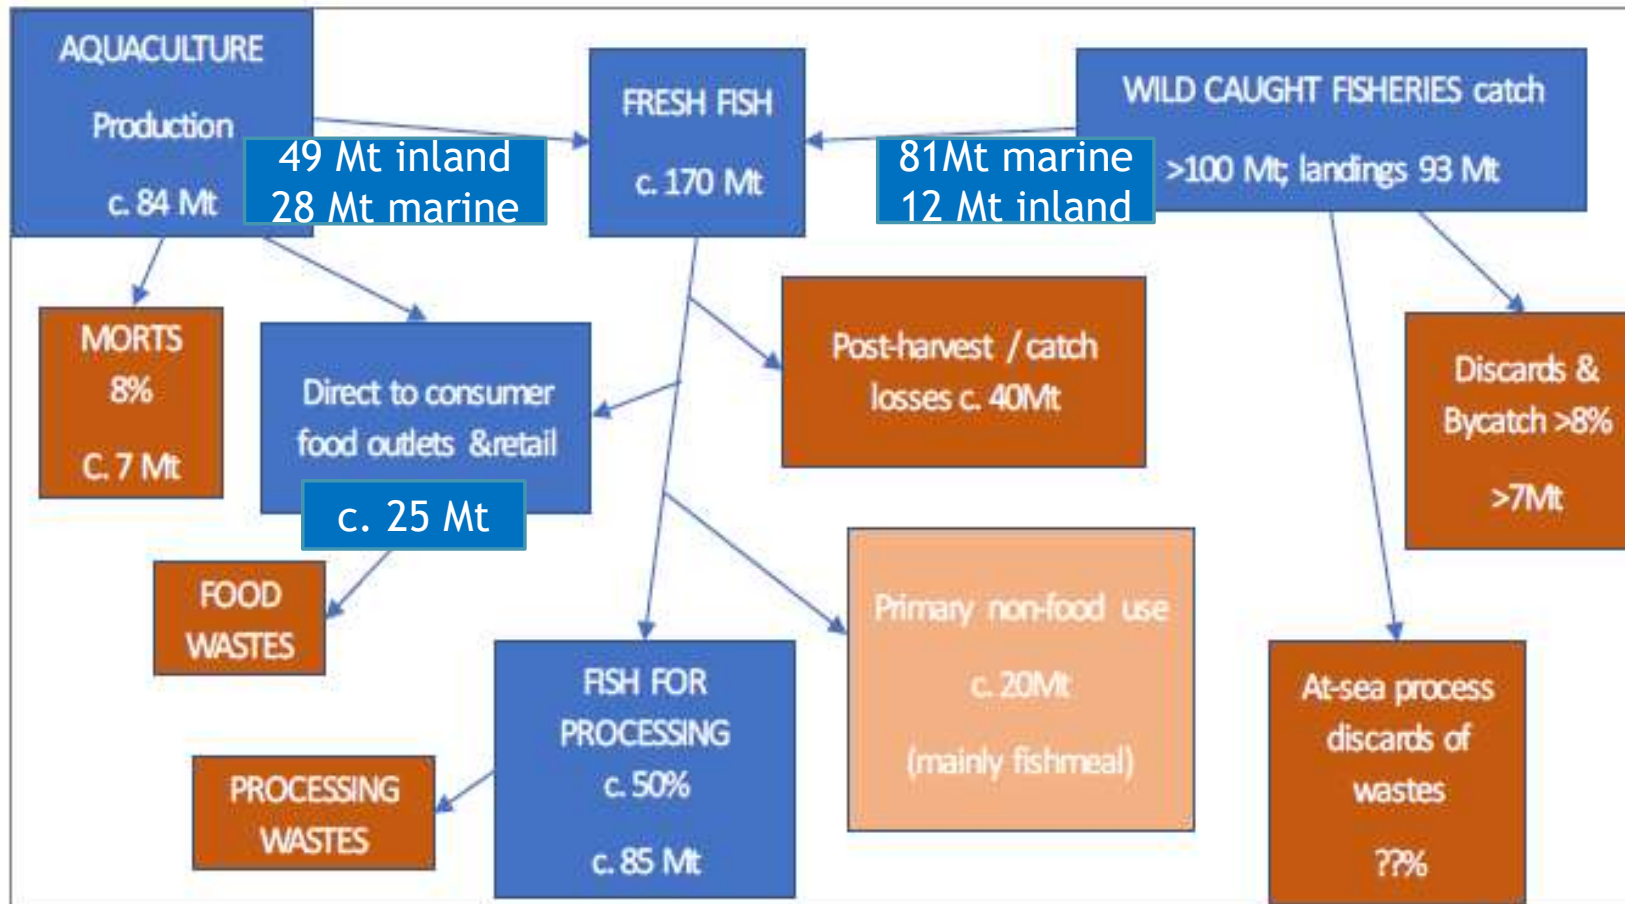 AQUACULTURE
Production
c. 84 Mt
49 Mt inland
28 Mt marine
FRESH FISH
c. 170 Mt
81Mt marine
12 Mt inland
WILD CAUGHT FISHERIES catch
>100 Mt; landings 93 Mt
MORTS
8%
C. 7 Mt
Direct to consumer
food outlets &retail
c. 25 Mt
Post-harvest / catch
losses c. 40Mt
Discards &
Bycatch >8%
>7Mt
FOOD
WASTES
FISH FOR
PROCESSING
c. 50%
c. 85 Mt
Primary non-food use
c. 20Mt
(mainly fishmeal)
At-sea process
discards of
wastes
??%
PROCESSING
WASTES